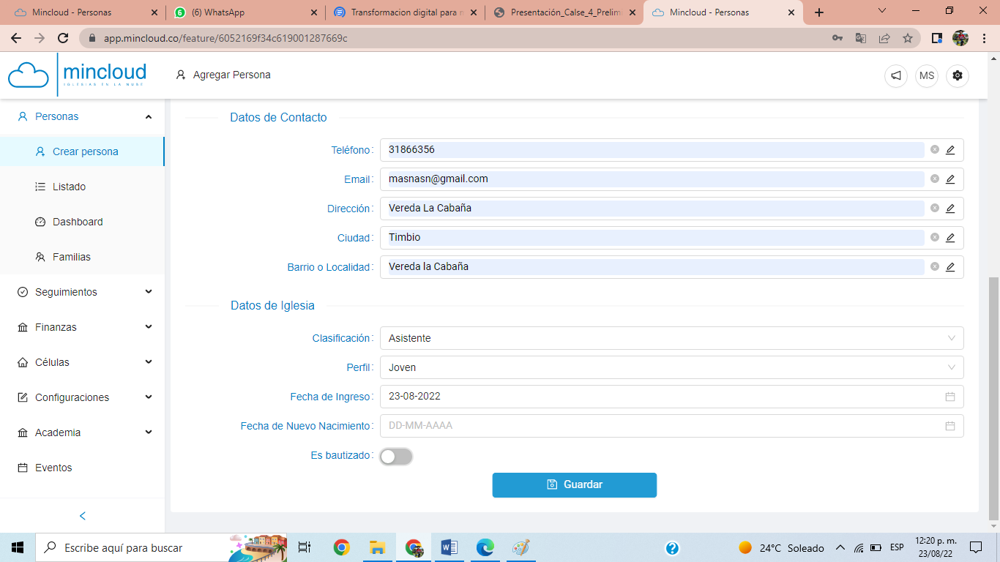 Mincloud - Personas
(6) WhatsApp
Transformacion digital para
Presentación_Calse_4_Prelim
Mincloud - Personas
app.mincloud.co/feature/6052169f34c619001287669c
mincloud
IGLESIAS EN LA NUBE
Agregar Persona
MS
Personas
Crear persona
Listado
Dashboard
Familias
Seguimientos
Finanzas
Células
Configuraciones
Academia
Eventos
Datos de Contacto
Teléfono: 31866356
Email: masnasn@gmail.com
Dirección: Vereda La Cabaña
Ciudad: Timbio
Barrio o Localidad: Vereda la Cabaña
Datos de Iglesia
Clasificación: Asistente
Perfil: Joven
Fecha de Ingreso: 23-08-2022
Fecha de Nuevo Nacimiento: DD-MM-AAAA
Es bautizado:
Guardar
Escribe aquí para buscar
24°C Soleado
ESP
12:20 p. m.
23/08/22